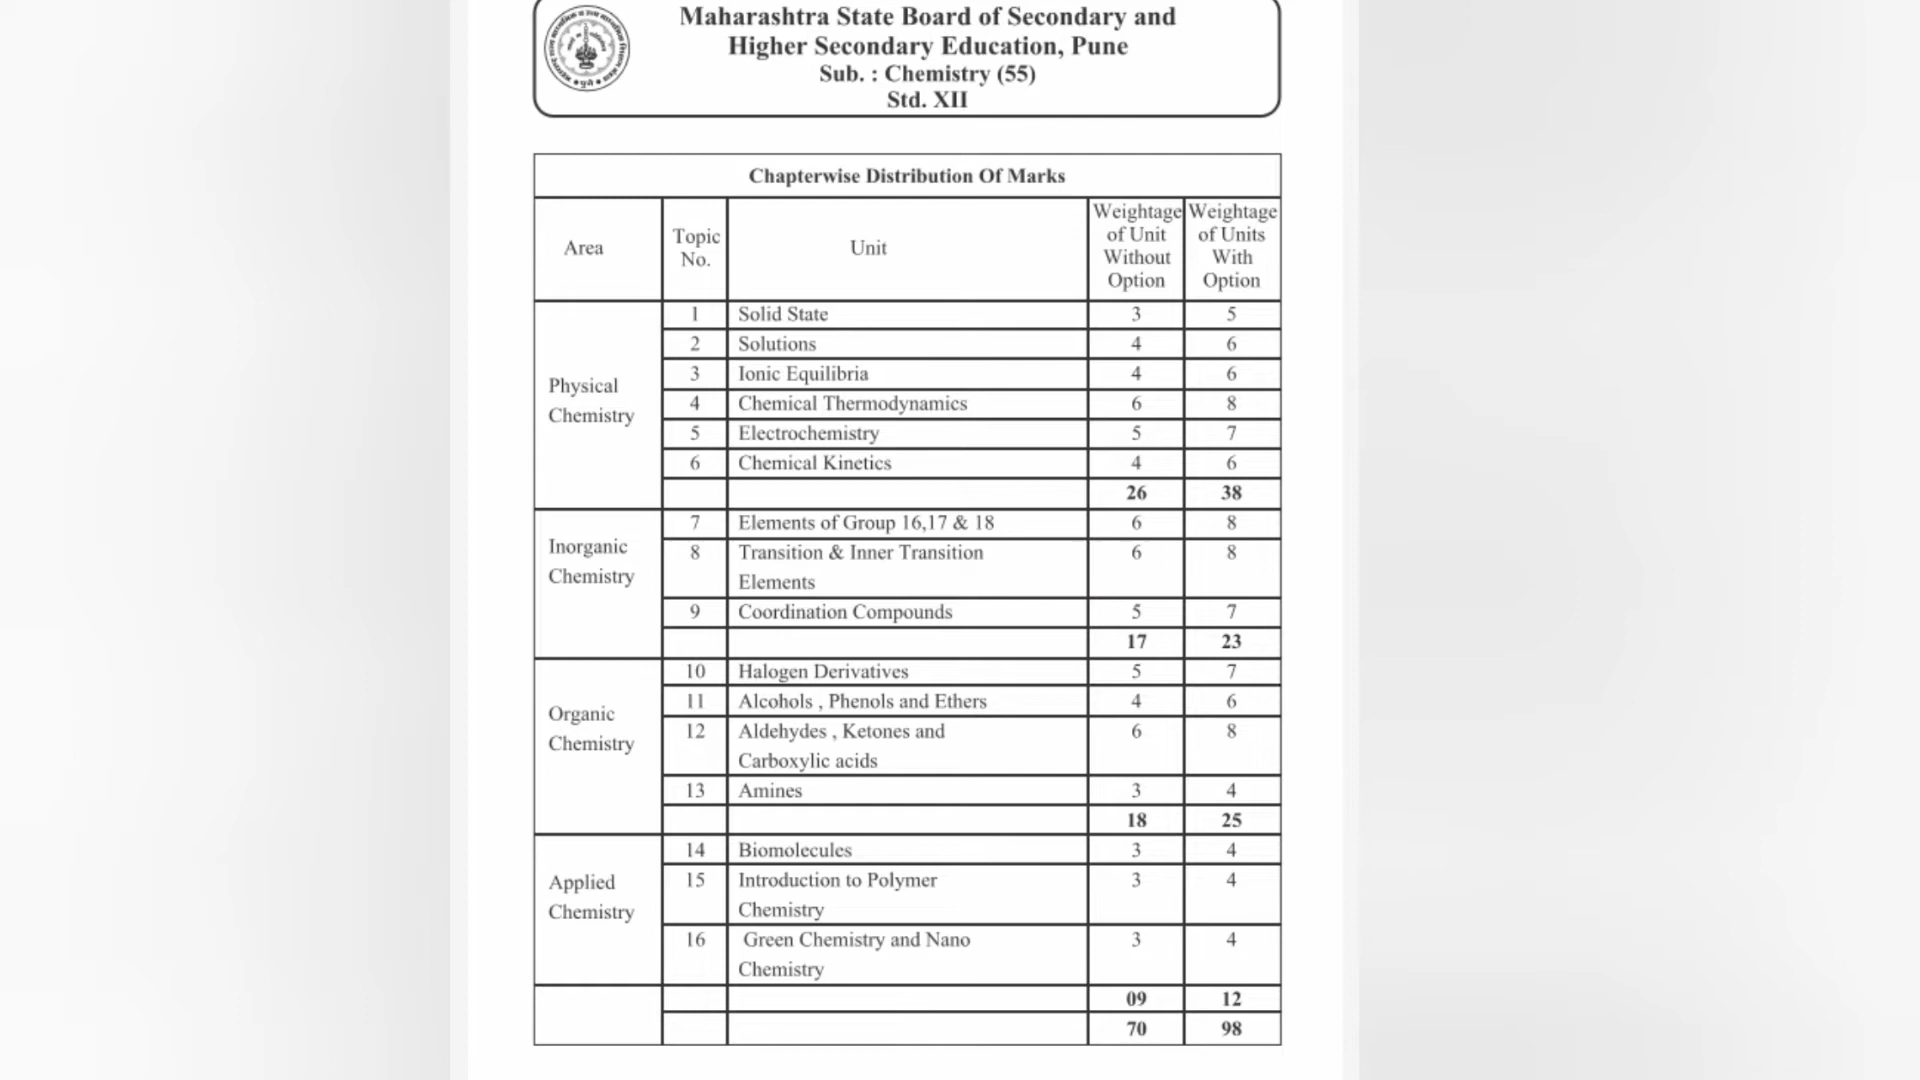 Maharashtra State Board of Secondary and
Higher Secondary Education, Pune
Sub. : Chemistry (55)
Std. XII
Chapterwise Distribution Of Marks
Area Topic No. Unit Weightage of Unit Without Option Weightage of Units With Option
Physical Chemistry
1 Solid State 3 5
2 Solutions 4 6
3 Ionic Equilibria 4 6
4 Chemical Thermodynamics 6 8
5 Electrochemistry 5 7
6 Chemical Kinetics 4 6
26 38
Inorganic Chemistry
7 Elements of Group 16,17 & 18 6 8
8 Transition & Inner Transition Elements 6 8
9 Coordination Compounds 5 7
17 23
Organic Chemistry
10 Halogen Derivatives 5 7
11 Alcohols , Phenols and Ethers 4 6
12 Aldehydes , Ketones and Carboxylic acids 6 8
13 Amines 3 4
18 25
Applied Chemistry
14 Biomolecules 3 4
15 Introduction to Polymer Chemistry 3 4
16 Green Chemistry and Nano Chemistry 3 4
09 12
70 98